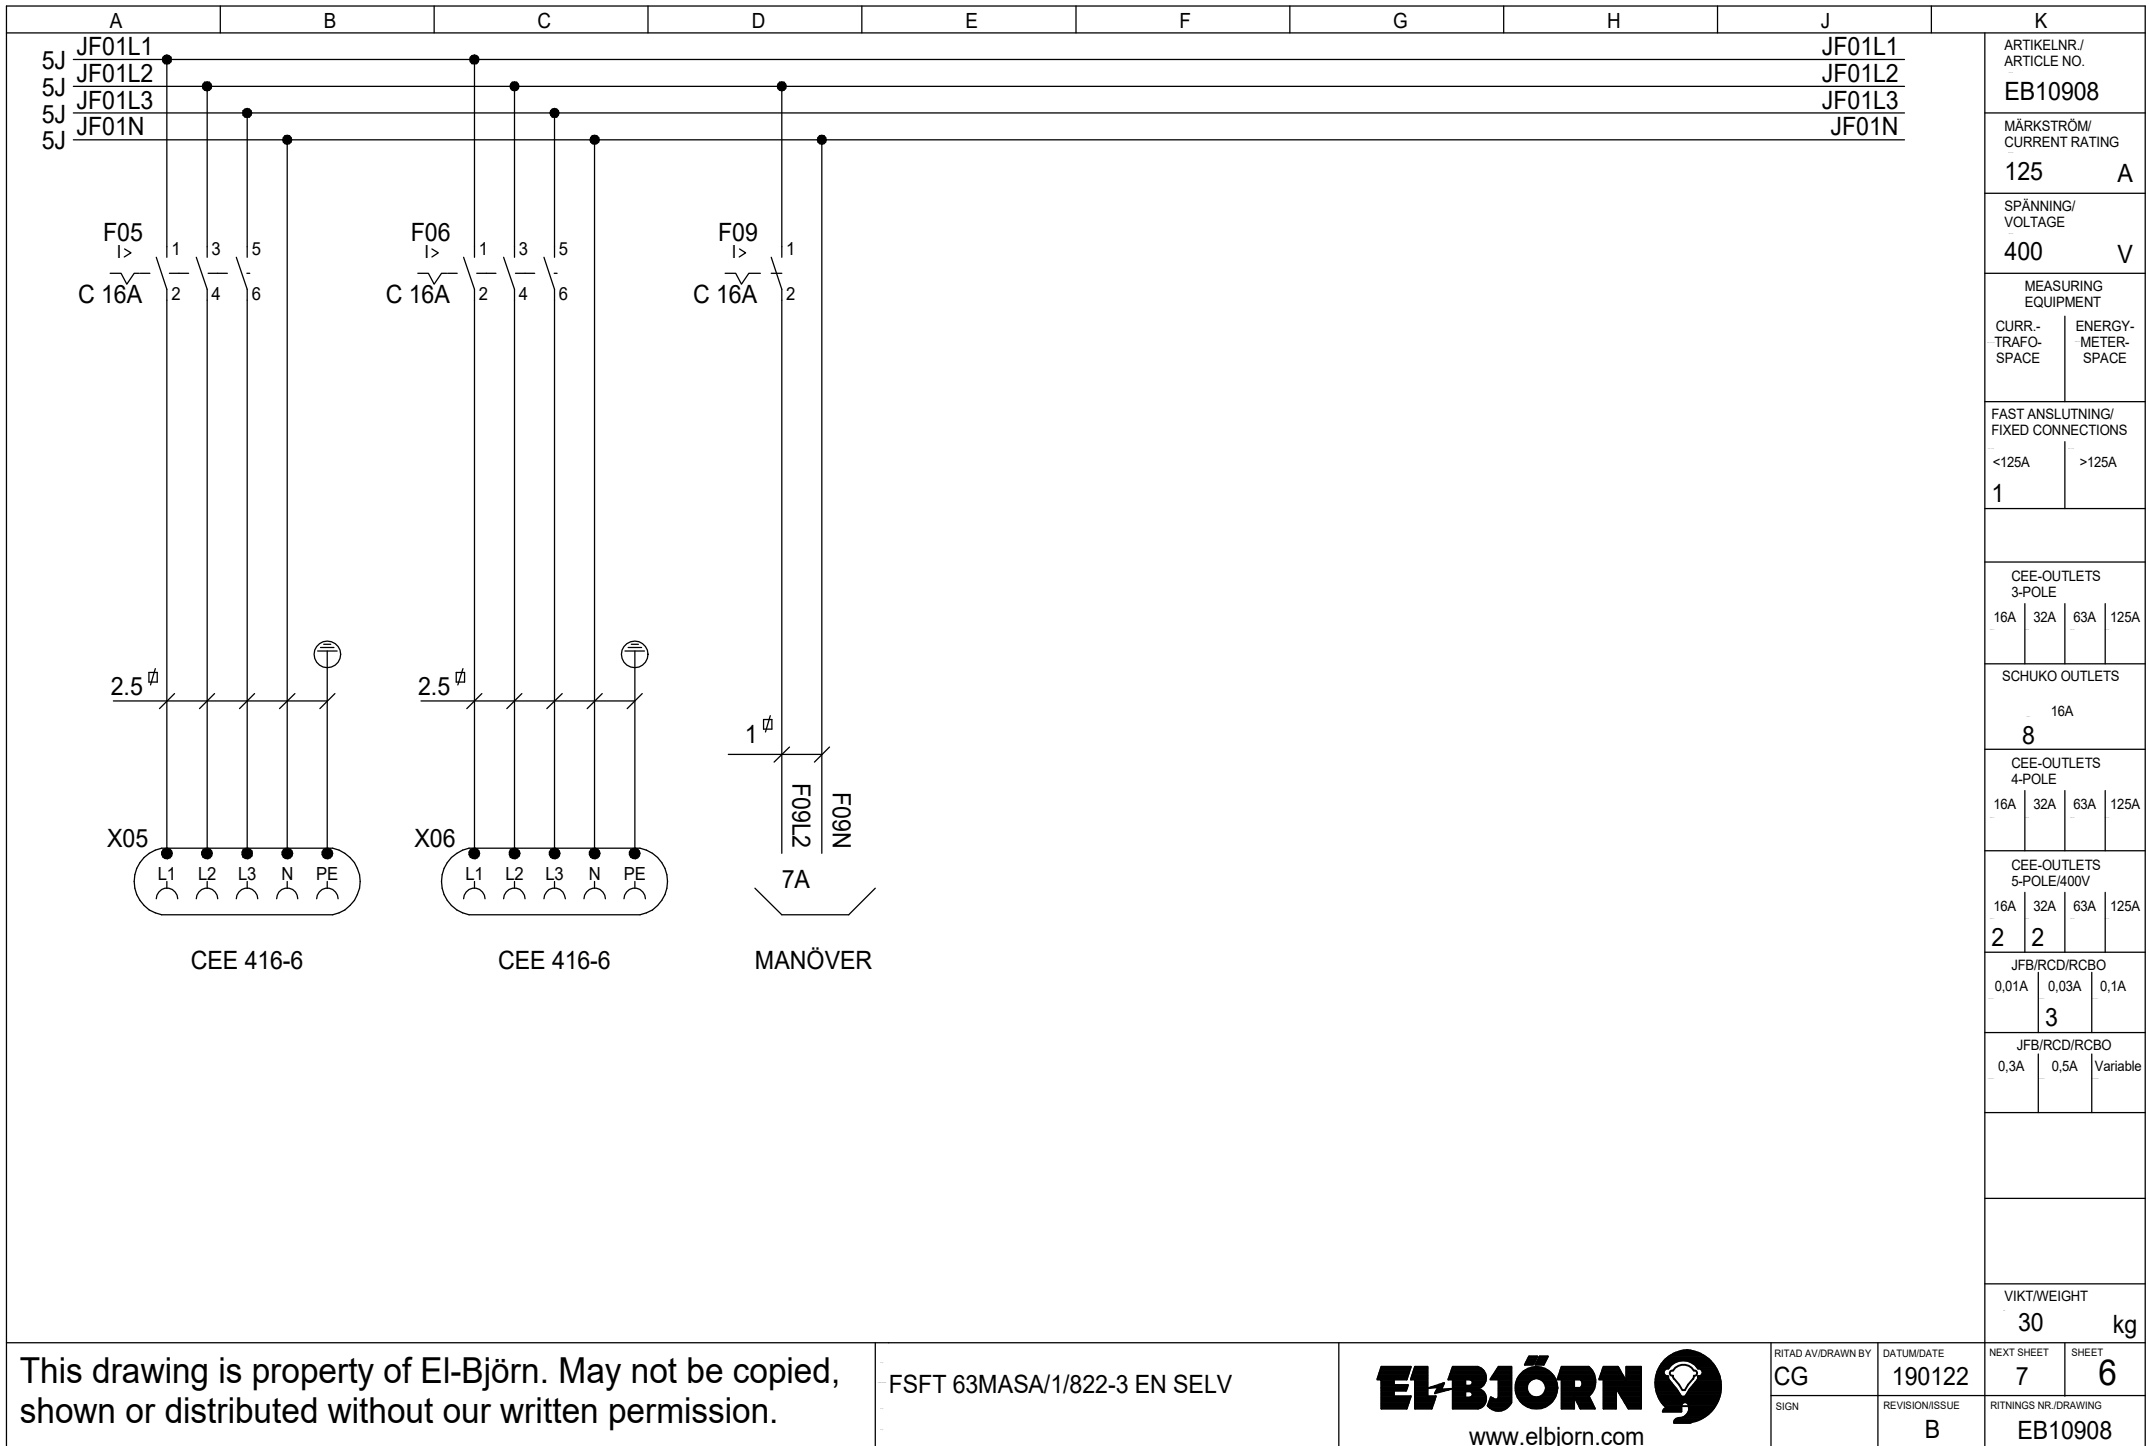 A B C D E F G H J K
5J JF01L1 JF01L1
5J JF01L2 JF01L2
5J JF01L3 JF01L3
5J JF01N JF01N
F05 F06 F09
I> I> I>
1 3 5 1 3 5 1
C 16A C 16A C 16A
2 4 6 2 4 6 2
2.5 2.5
1
F09L2 F09N
X05 X06
L1 L2 L3 N PE L1 L2 L3 N PE
7A
CEE 416-6 CEE 416-6 MANÖVER
ARTIKELNR./
ARTICLE NO.
EB10908
MÄRKSTRÖM/
CURRENT RATING
125 A
SPÄNNING/
VOLTAGE
400 V
MEASURING
EQUIPMENT
CURR.- ENERGY-
TRAFO- METER-
SPACE SPACE
FAST ANSLUTNING/
FIXED CONNECTIONS
<125A >125A
1
CEE-OUTLETS
3-POLE
16A 32A 63A 125A
SCHUKO OUTLETS
16A
8
CEE-OUTLETS
4-POLE
16A 32A 63A 125A
CEE-OUTLETS
5-POLE/400V
16A 32A 63A 125A
2 2
JFB/RCD/RCBO
0,01A 0,03A 0,1A
3
JFB/RCD/RCBO
0,3A 0,5A Variable
VIKT/WEIGHT
30 kg
This drawing is property of El-Björn. May not be copied,
shown or distributed without our written permission.
FSFT 63MASA/1/822-3 EN SELV
EL-BJÖRN
www.elbjorn.com
RITAD AV/DRAWN BY DATUM/DATE NEXT SHEET SHEET
CG 190122 7 6
SIGN REVISION/ISSUE RITNINGS NR./DRAWING
B EB10908